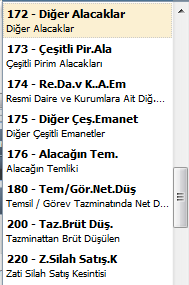 172 - Diğer Alacaklar
Diğer Alacaklar
173 - Çeşitli Pir.Ala
Çeşitli Pirim Alacakları
174 - Re.Da.v K..A.Em
Resmi Daire ve Kurumlara Ait Diğ...
175 - Diğer Çeş.Emanet
Diğer Çeşitli Emanetler
176 - Alacağın Tem.
Alacağın Temliki
180 - Tem/Gör.Net.Düş
Temsil / Görev Tazminatında Net D...
200 - Taz.Brüt Düş.
Tazminattan Brüt Düşülen
220 - Z.Silah Satış.K
Zati Silah Satış Kesintisi